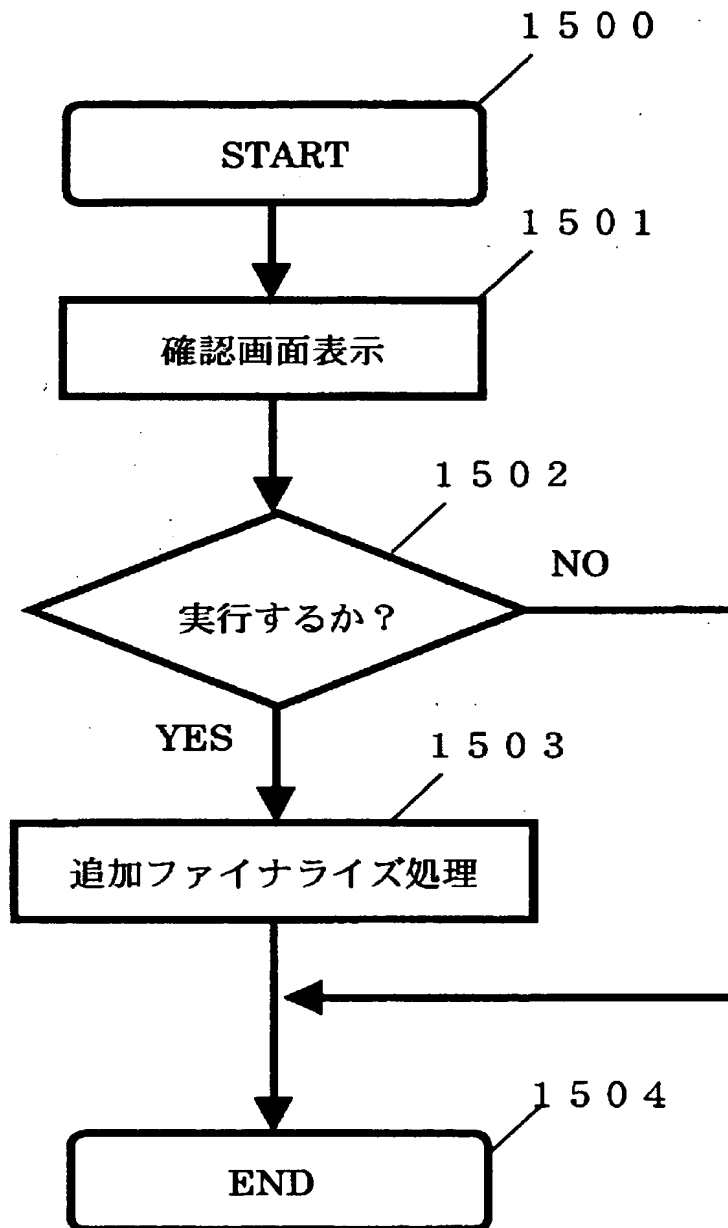 １５００
START
１５０１
確認画面表示
１５０２
NO
実行するか？
YES
１５０３
追加ファイナライズ処理
１５０４
END